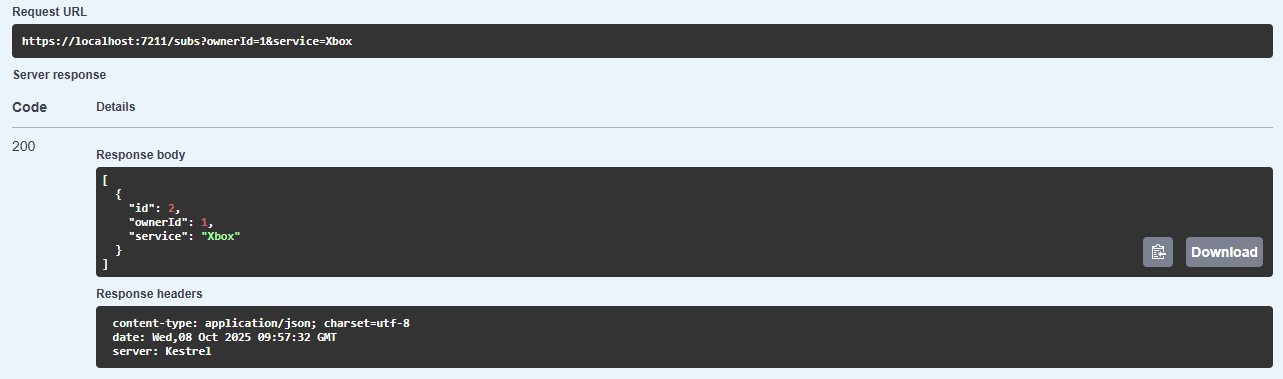 Request URL
https://localhost:7211/subs?ownerId=1&service=Xbox
Server response
Code Details
200
Response body
[
  {
    "id": 2,
    "ownerId": 1,
    "service": "Xbox"
  }
]
Download
Response headers
content-type: application/json; charset=utf-8
date: Wed,08 Oct 2025 09:57:32 GMT
server: Kestrel